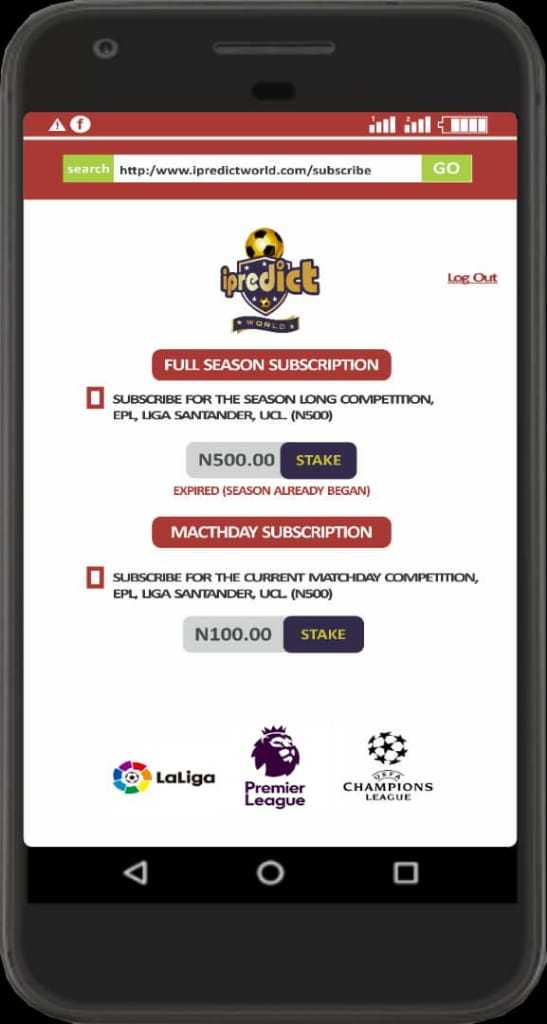 1 2
search http:/www.ipredictworld.com/subscribe GO
ipredict
WORLD
Log Out
FULL SEASON SUBSCRIPTION
SUBSCRIBE FOR THE SEASON LONG COMPETITION,
EPL, LIGA SANTANDER, UCL. (N500)
N500.00 STAKE
EXPIRED (SEASON ALREADY BEGAN)
MACTHDAY SUBSCRIPTION
SUBSCRIBE FOR THE CURRENT MATCHDAY COMPETITION,
EPL, LIGA SANTANDER, UCL. (N500)
N100.00 STAKE
LaLiga
Premier
League
UEFA
CHAMPIONS
LEAGUE